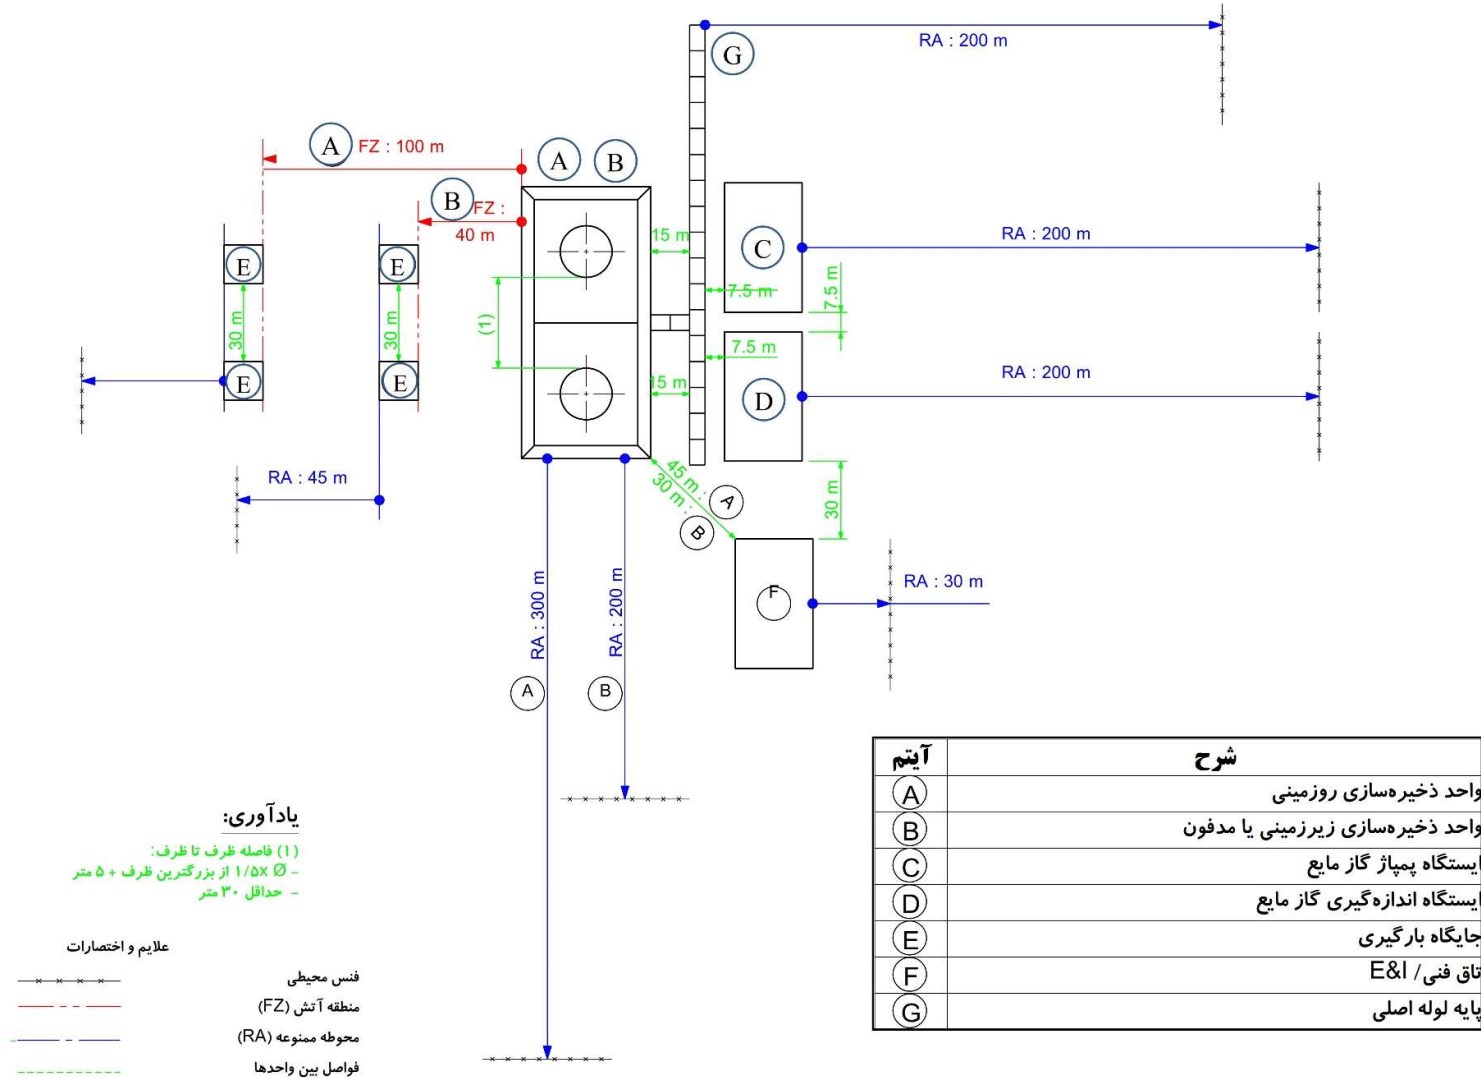 RA : 200 m
G
A
FZ : 100 m
A
B
B
FZ :
40 m
15 m
C
RA : 200 m
E
E
7.5 m
7.5 m
30 m
30 m
(1)
7.5 m
RA : 200 m
E
E
15 m
D
RA : 45 m
45 m :
A
30 m :
B
30 m
RA : 300 m
RA : 200 m
F
RA : 30 m
A
B
آیتم
شرح
A
واحد ذخیره‌سازی روزمینی
B
واحد ذخیره‌سازی زیرزمینی یا مدفون
C
ایستگاه پمپاژ گاز مایع
D
ایستگاه اندازه‌گیری گاز مایع
E
جایگاه بارگیری
F
تاق فنی/ E&I
G
پایه لوله اصلی
یادآوری:
(۱) فاصله ظرف تا ظرف:
- Ø ۱/۵x از بزرگترین ظرف + ۵ متر
- حداقل ۳۰ متر
علایم و اختصارات
فنس محیطی
منطقه آتش (FZ)
محوطه ممنوعه (RA)
فواصل بین واحدها